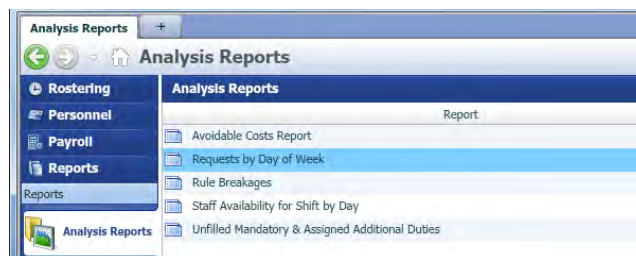 Analysis Reports +
Analysis Reports
Rostering
Personnel
Payroll
Reports
Reports
Analysis Reports
Analysis Reports
Report
Avoidable Costs Report
Requests by Day of Week
Rule Breakages
Staff Availability for Shift by Day
Unfilled Mandatory & Assigned Additional Duties